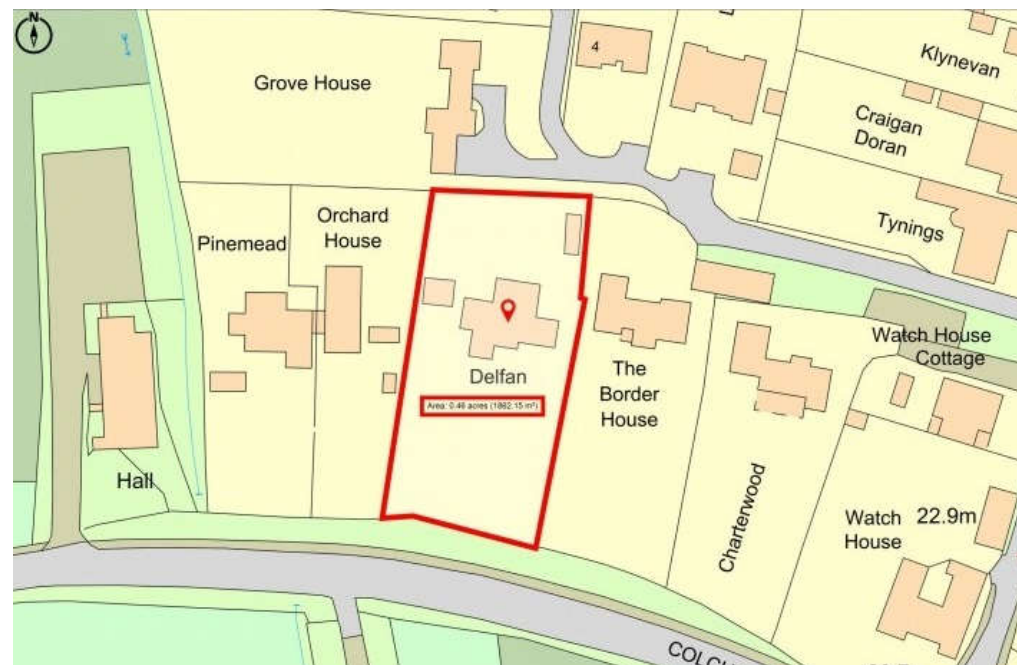 N
4
Klynevan
Grove House
Craigan
Doran
Orchard
House
Pinemead
Tynings
Watch House
Cottage
The
Border
House
Delfan
Area: 0.46 acres (1862.15 m²)
Hall
Charterwood
Watch
House
22.9m